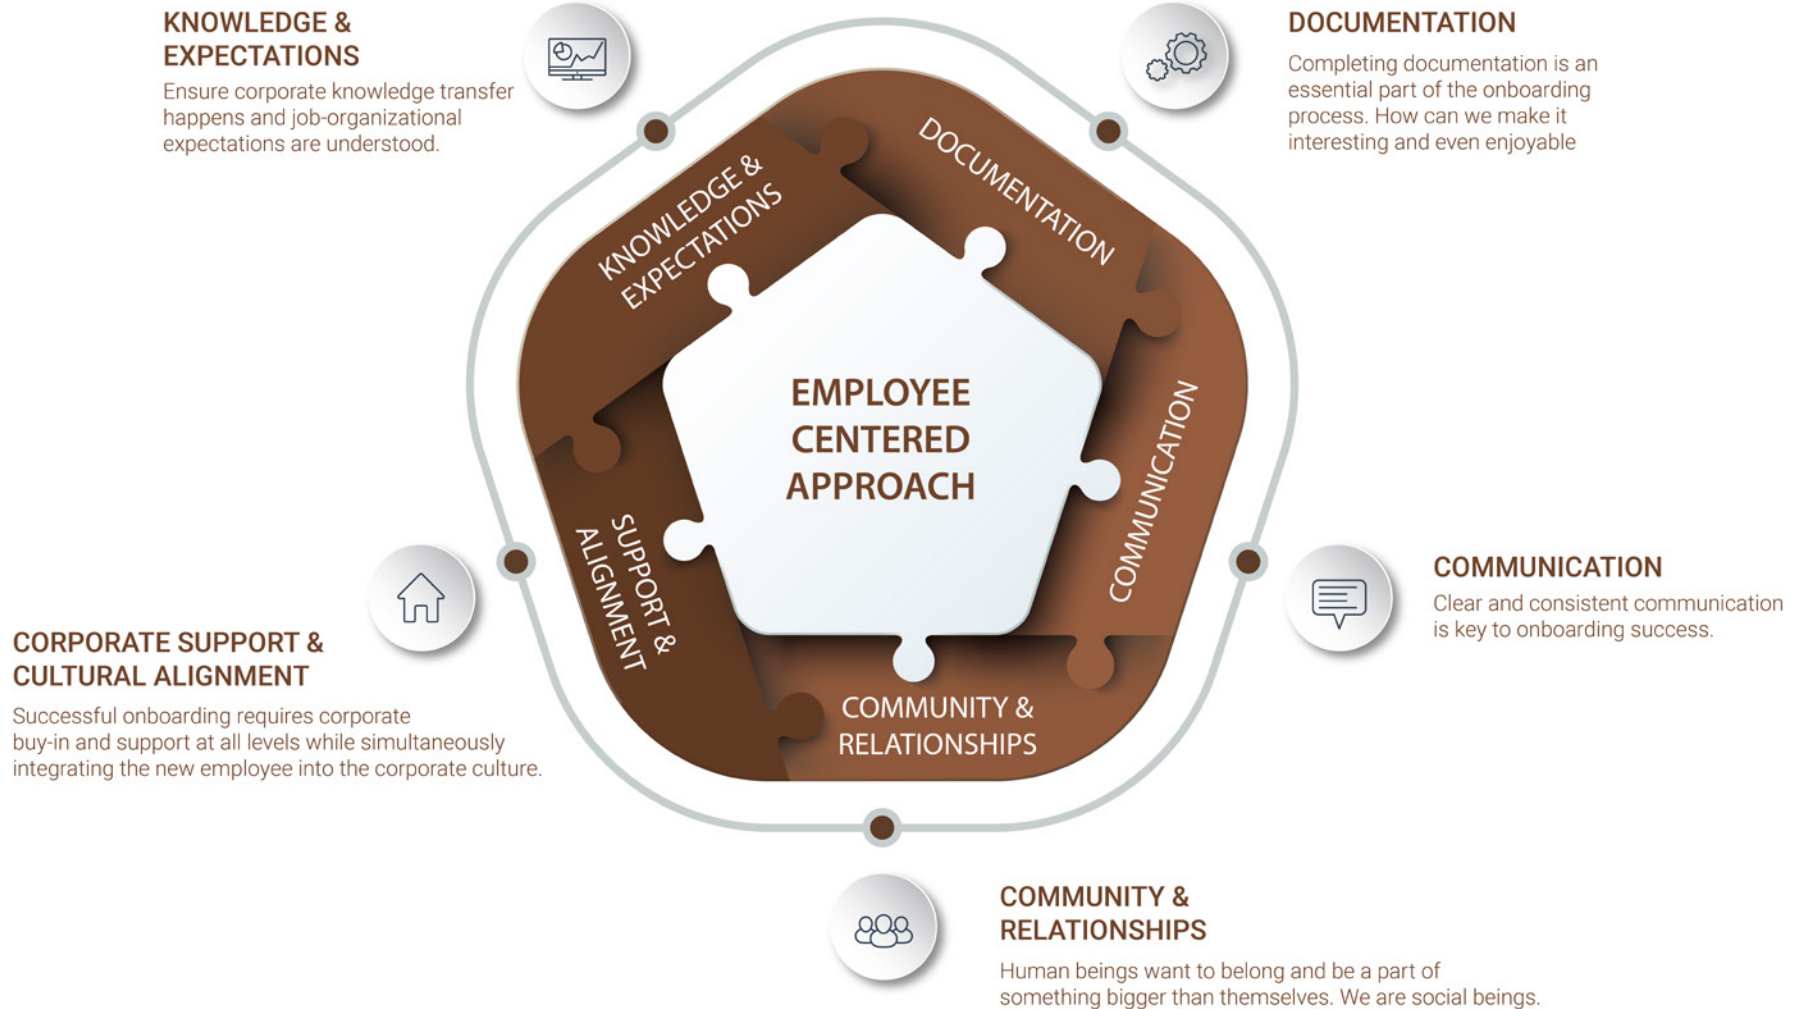 KNOWLEDGE &
EXPECTATIONS
Ensure corporate knowledge transfer
happens and job-organizational
expectations are understood.
DOCUMENTATION
Completing documentation is an
essential part of the onboarding
process. How can we make it
interesting and even enjoyable
KNOWLEDGE &
EXPECTATIONS
DOCUMENTATION
EMPLOYEE
CENTERED
APPROACH
COMMUNICATION
SUPPORT &
ALIGNMENT
COMMUNITY &
RELATIONSHIPS
COMMUNICATION
Clear and consistent communication
is key to onboarding success.
CORPORATE SUPPORT &
CULTURAL ALIGNMENT
Successful onboarding requires corporate
buy-in and support at all levels while simultaneously
integrating the new employee into the corporate culture.
COMMUNITY &
RELATIONSHIPS
Human beings want to belong and be a part of
something bigger than themselves. We are social beings.